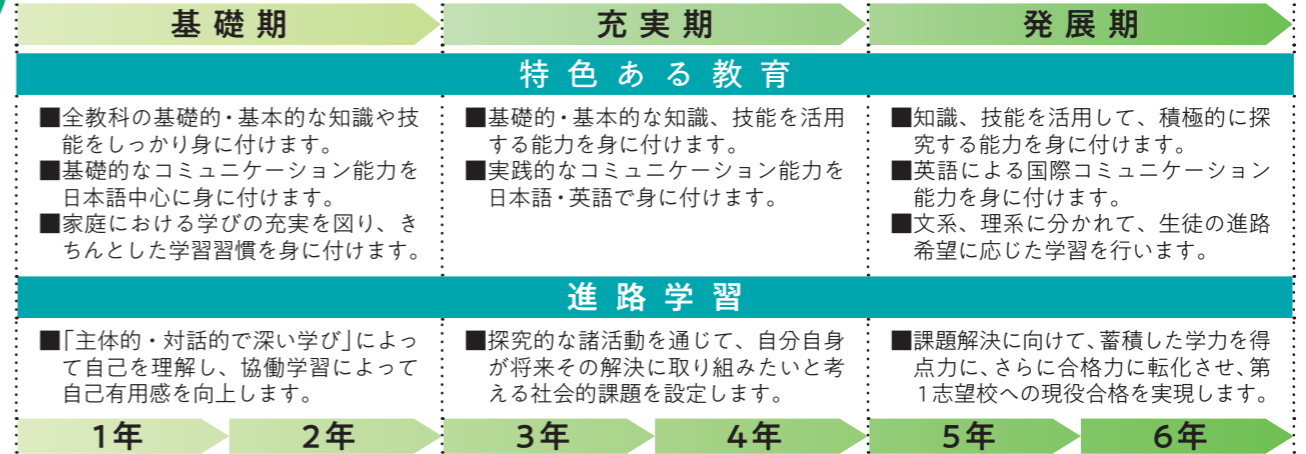 基礎期
充実期
発展期
特色ある教育
■全教科の基礎的・基本的な知識や技
能をしっかり身に付けます。
■基礎的なコミュニケーション能力を
日本語中心に身に付けます。
■家庭における学びの充実を図り、き
ちんとした学習習慣を身に付けます。
■基礎的・基本的な知識、技能を活用
する能力を身に付けます。
■実践的なコミュニケーション能力を
日本語・英語で身に付けます。
■知識、技能を活用して、積極的に探
究する能力を身に付けます。
■英語による国際コミュニケーション
能力を身に付けます。
■文系、理系に分かれて、生徒の進路
希望に応じた学習を行います。
進路学習
■「主体的・対話的で深い学び」によっ
て自己を理解し、協働学習によって
自己有用感を向上します。
■探究的な諸活動を通じて、自分自身
が将来その解決に取り組みたいと考
える社会的課題を設定します。
■課題解決に向けて、蓄積した学力を得
点力に、さらに合格力に転化させ、第
1志望校への現役合格を実現します。
1年
2年
3年
4年
5年
6年